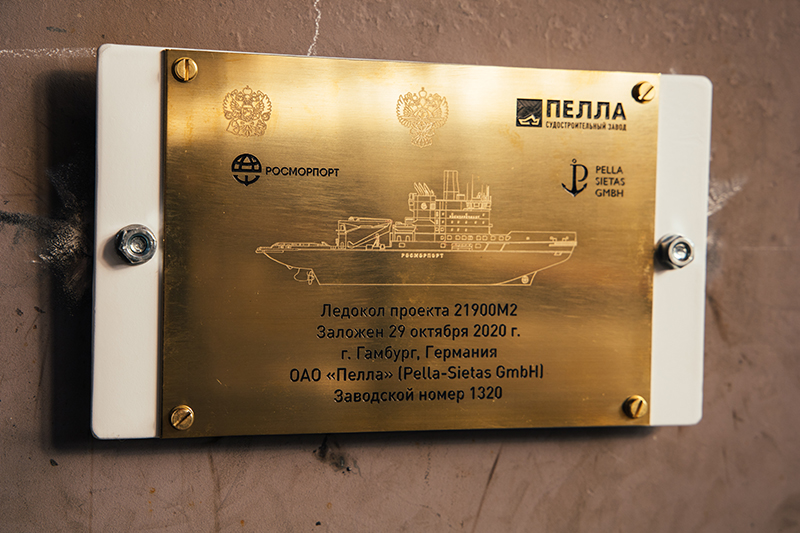 ПЕЛЛА
СУДОСТРОИТЕЛЬНЫЙ ЗАВОД
РОСМОРПОРТ
PELLA
SIETAS
GMBH
РОСМОРПОРТ
Ледокол проекта 21900М2
Заложен 29 октября 2020 г.
г. Гамбург, Германия
ОАО «Пелла» (Pella-Sietas GmbH)
Заводской номер 1320